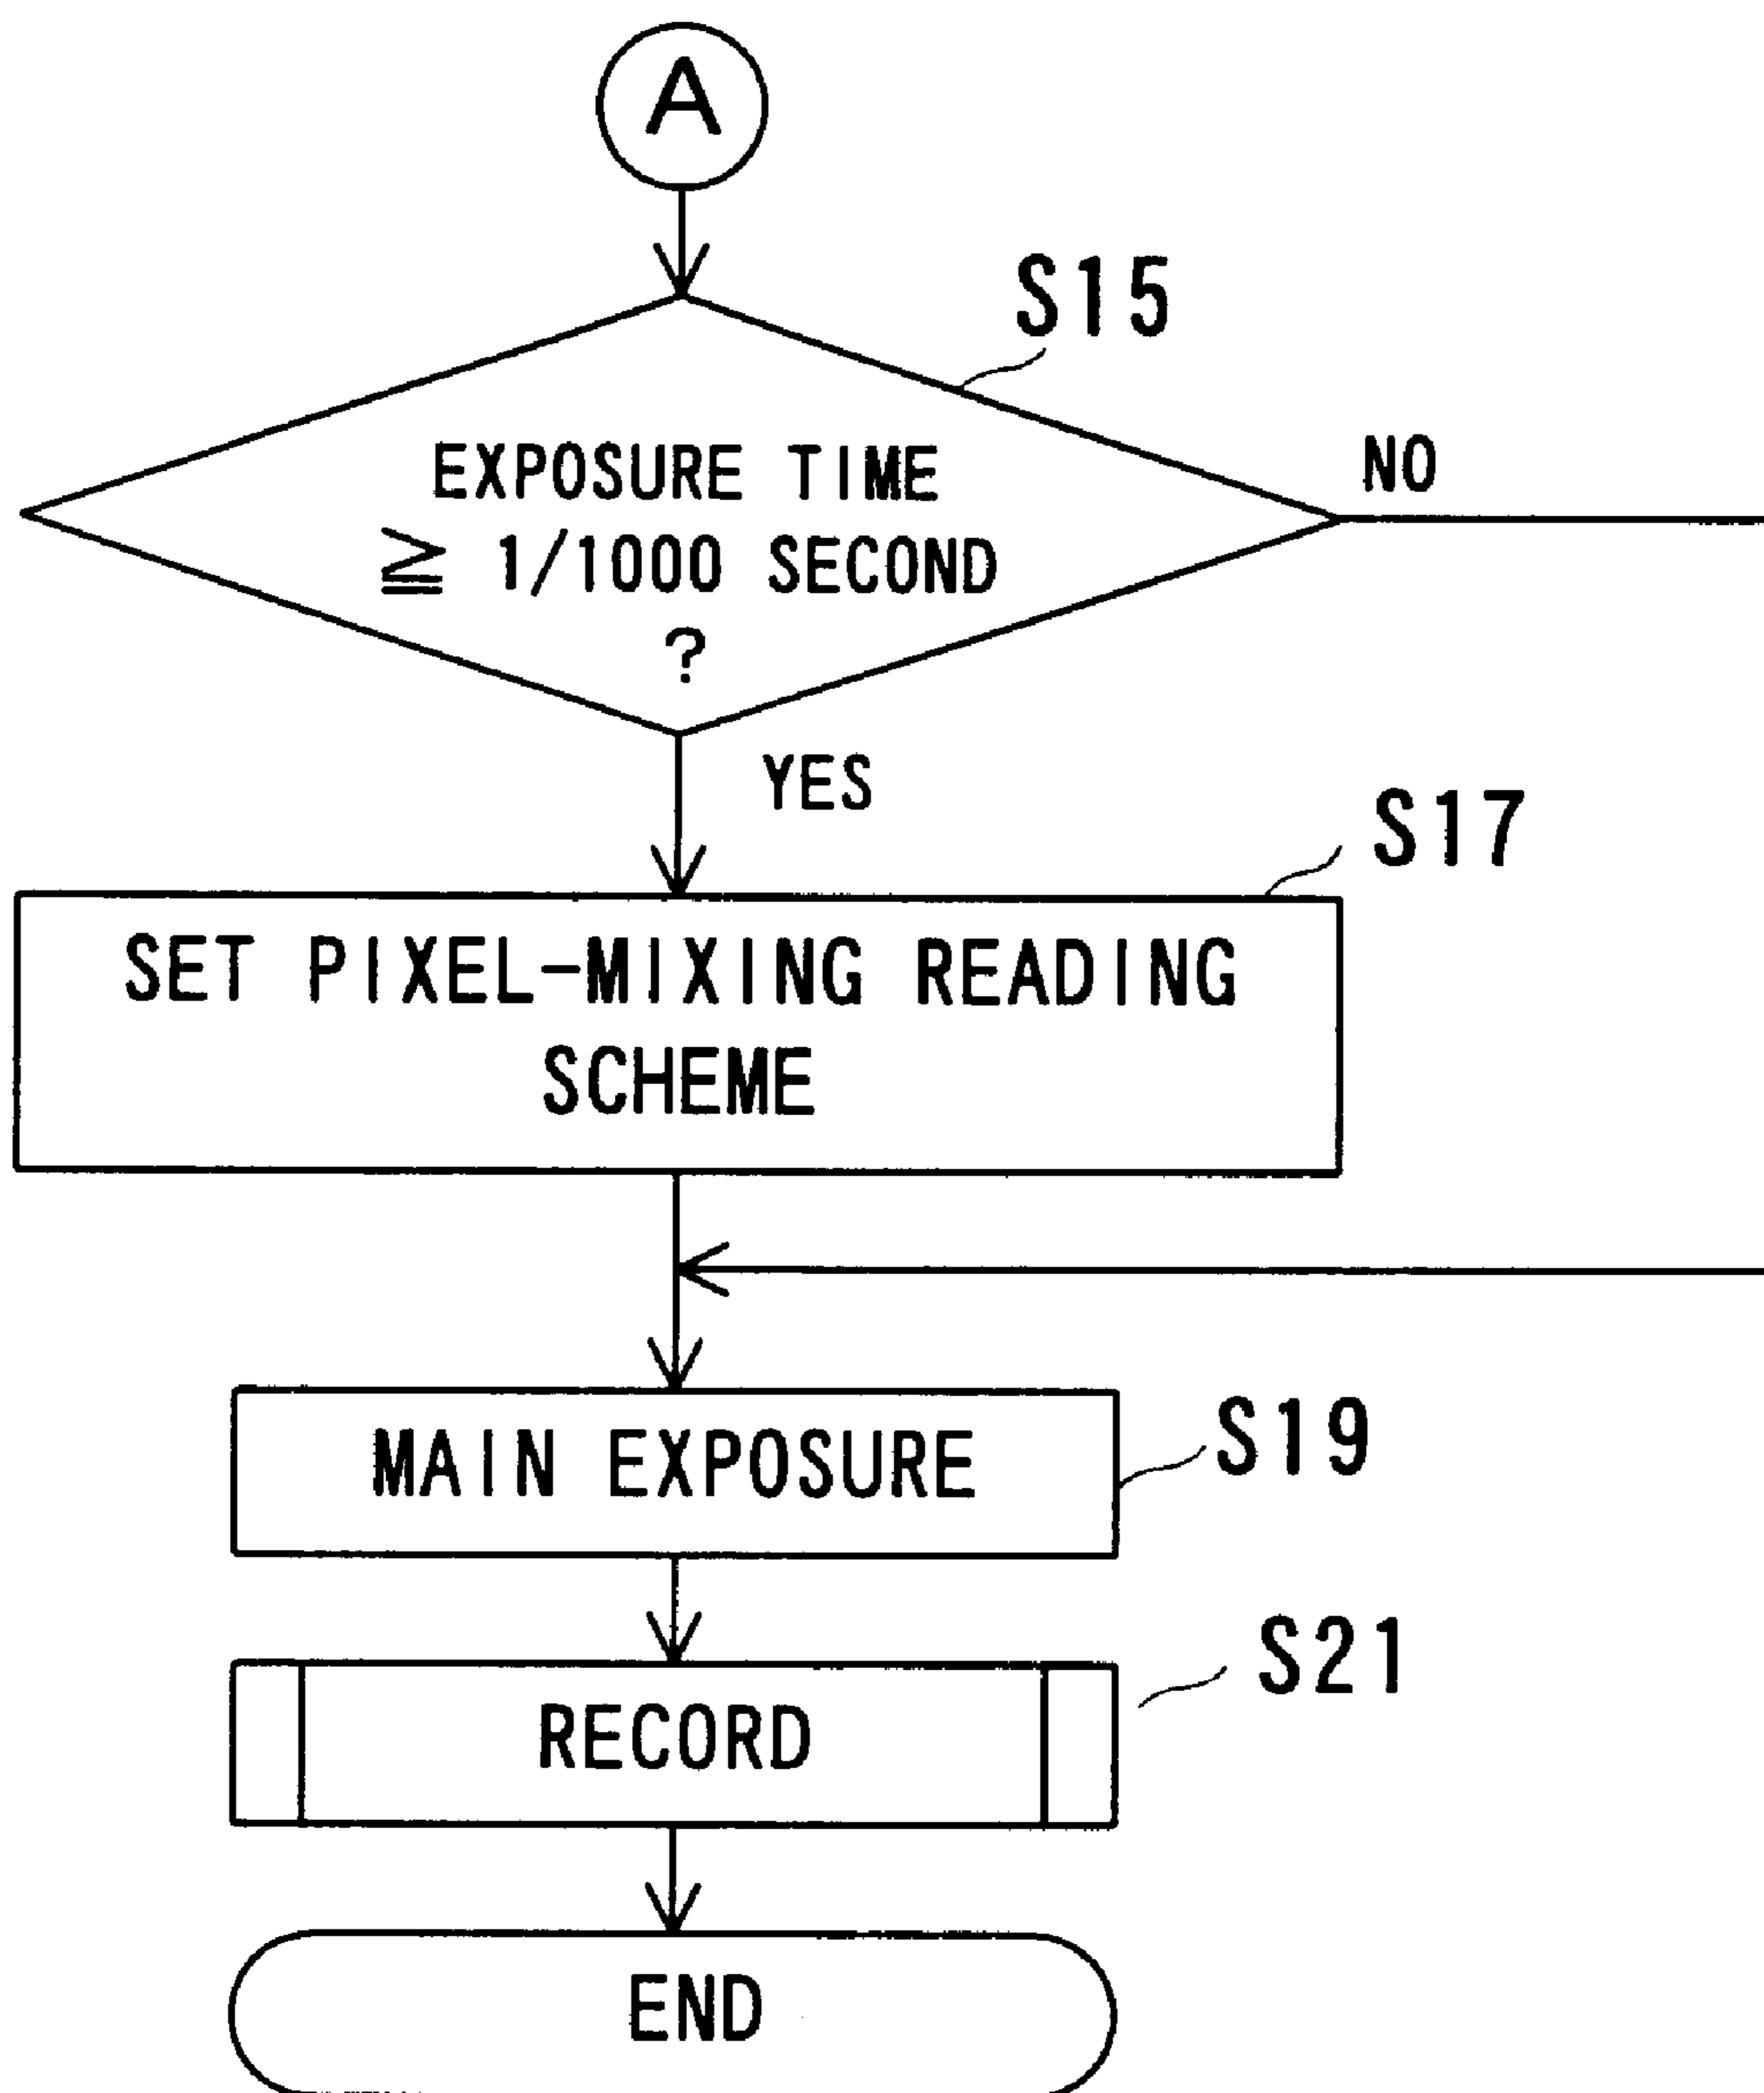 A
S15
EXPOSURE TIME
≧ 1/1000 SECOND
?
NO
YES
S17
SET PIXEL-MIXING READING
SCHEME
MAIN EXPOSURE
S19
S21
RECORD
END